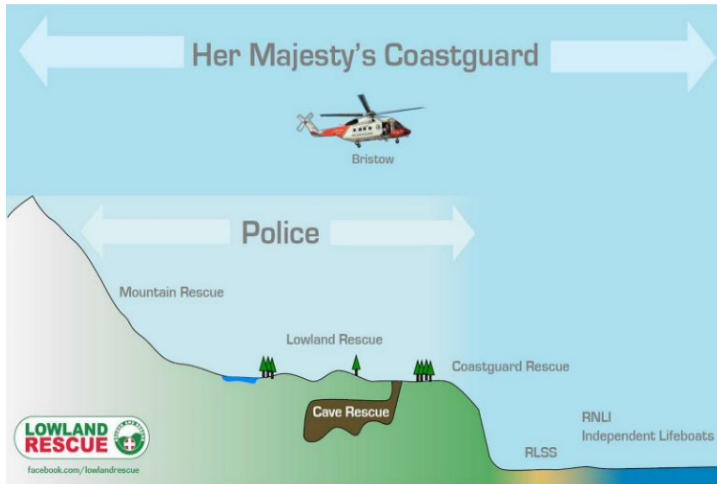 Her Majesty's Coastguard
Bristow
Police
Mountain Rescue
Lowland Rescue
Coastguard Rescue
Cave Rescue
RNLI
Independent Lifeboats
RLSS
LOWLAND
RESCUE
facebook.com/lowlandrescue